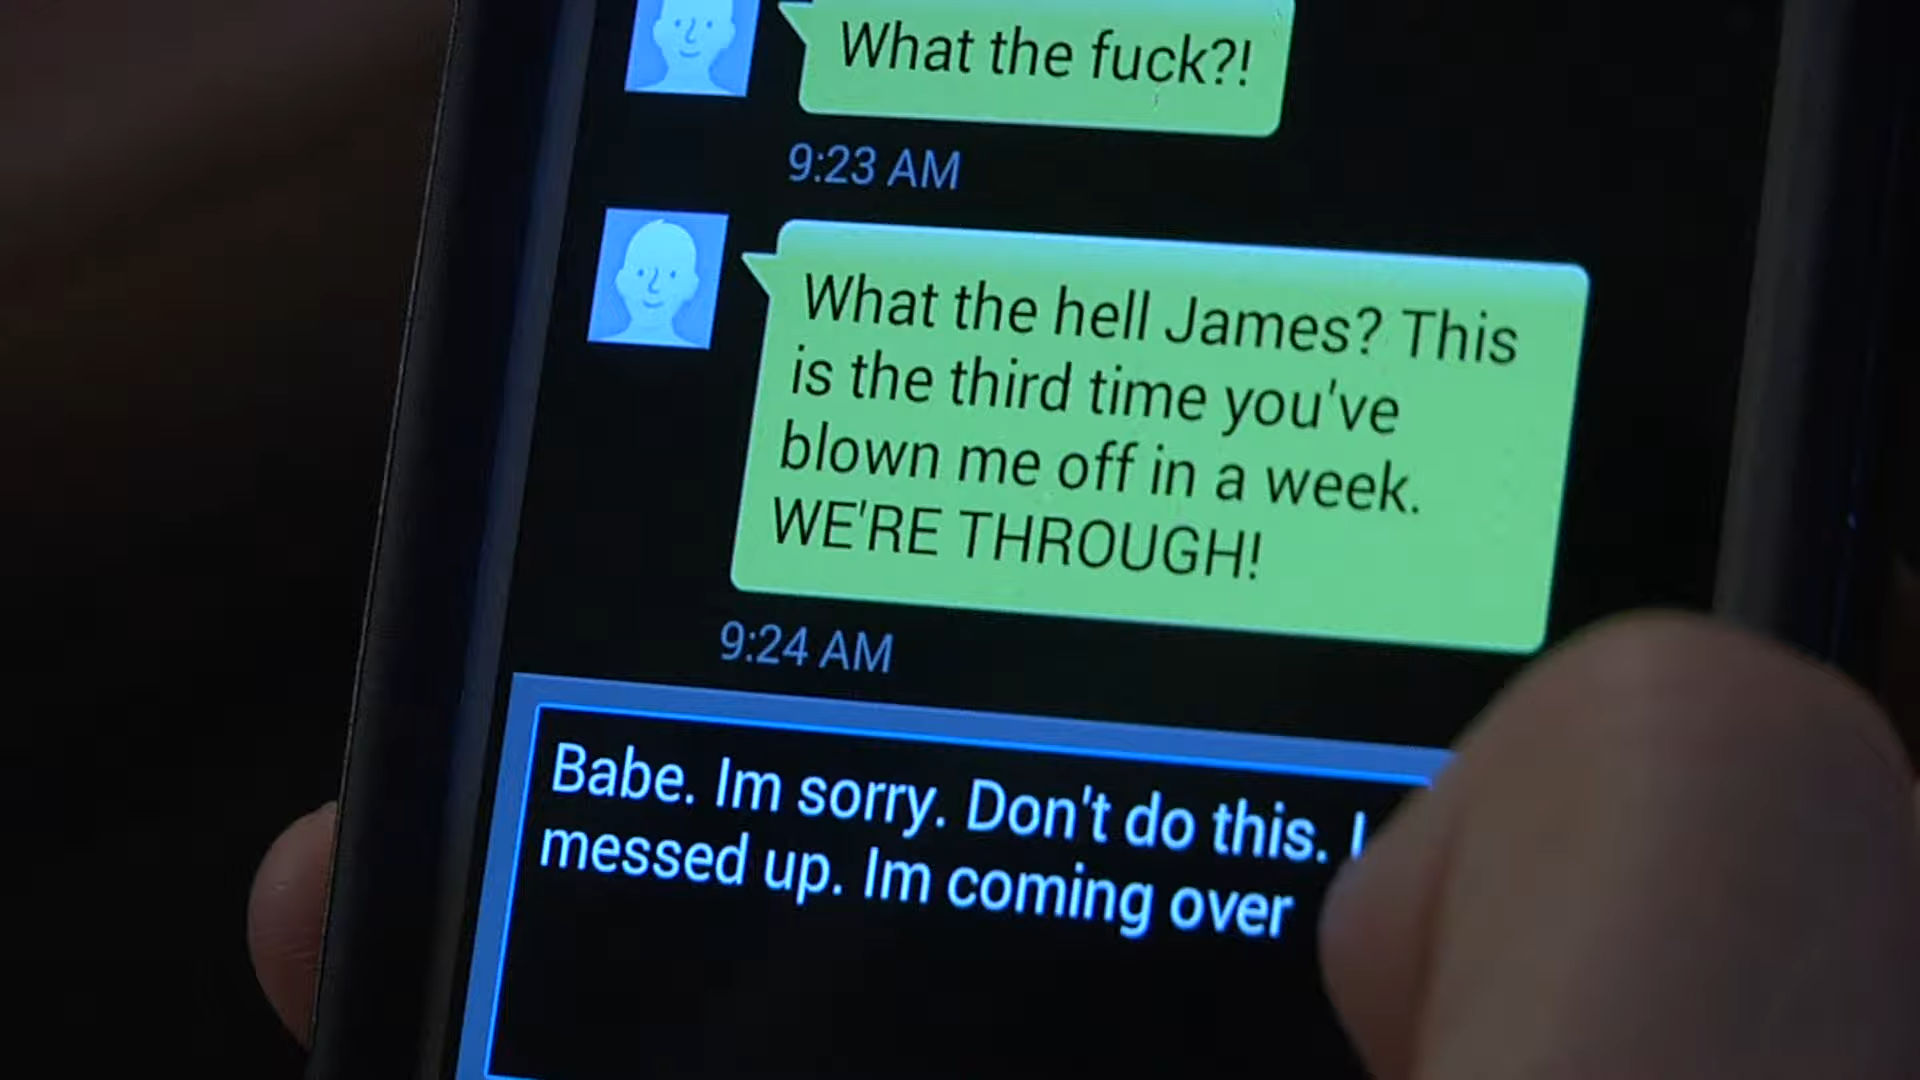 What the fuck?!
9:23 AM
What the hell James? This
is the third time you've
blown me off in a week.
WE'RE THROUGH!
9:24 AM
Babe. Im sorry. Don't do this. I
messed up. Im coming over